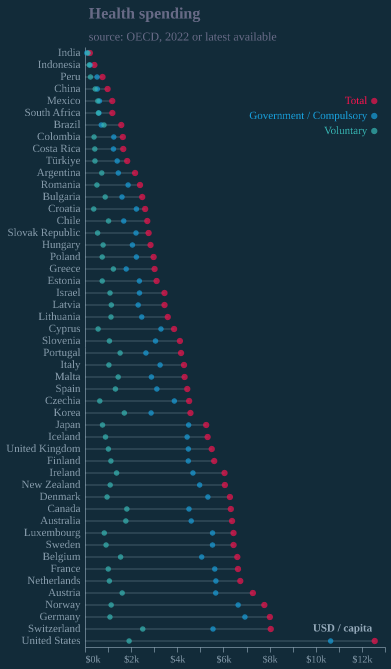 Health spending
source: OECD, 2022 or latest available
India
Indonesia
Peru
China
Mexico
South Africa
Brazil
Colombia
Costa Rica
Türkiye
Argentina
Romania
Bulgaria
Croatia
Chile
Slovak Republic
Hungary
Poland
Greece
Estonia
Israel
Latvia
Lithuania
Cyprus
Slovenia
Portugal
Italy
Malta
Spain
Czechia
Korea
Japan
Iceland
United Kingdom
Finland
Ireland
New Zealand
Denmark
Canada
Australia
Luxembourg
Sweden
Belgium
France
Netherlands
Austria
Norway
Germany
Switzerland
United States
Total
Government / Compulsory
Voluntary
USD / capita
$0k $2k $4k $6k $8k $10k $12k